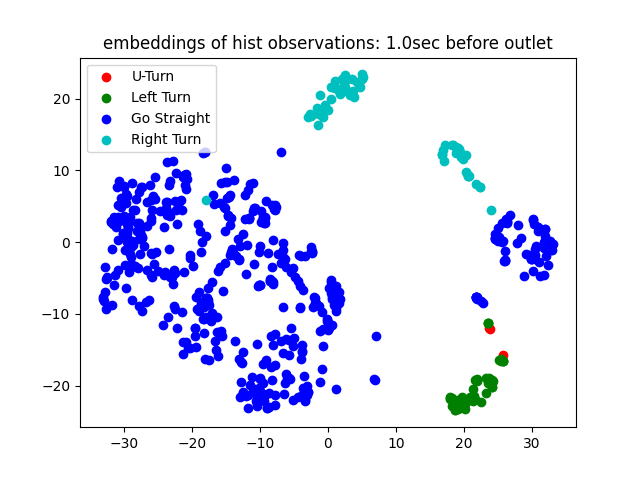 embeddings of hist observations: 1.0sec before outlet
U-Turn
Left Turn
Go Straight
Right Turn
20
10
0
−10
−20
−30 −20 −10 0 10 20 30